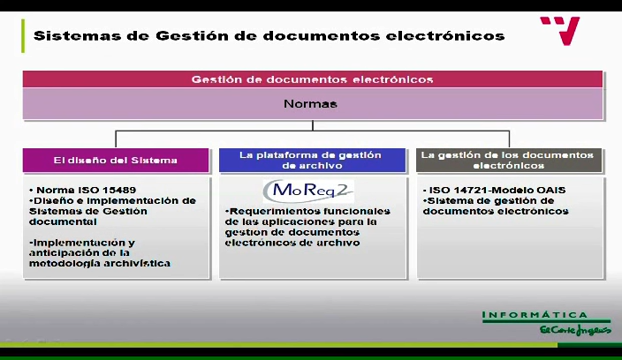 Sistemas de Gestión de documentos electrónicos
Gestión de documentos electrónicos
Normas
El diseño del Sistema
• Norma ISO 15489
•Diseño e implementación de
Sistemas de Gestión
documental
•Implementación y
anticipación de la
metodología archivística
La plataforma de gestión
de archivo
MoReq2
•Requerimientos funcionales
de las aplicaciones para la
gestión de documentos
electrónicos de archivo
La gestión de los documentos
electrónicos
- ISO 14721-Modelo OAIS
•Sistema de gestión de
documentos electrónicos
INFORMÁTICA
El Corte Inglés